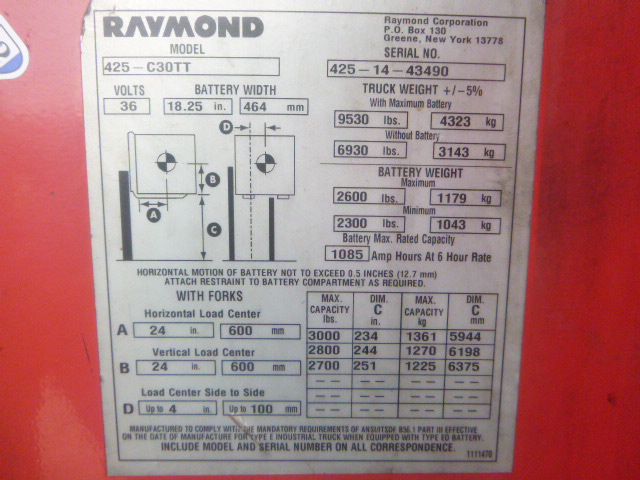 RAYMOND
Raymond Corporation
P.O. Box 130
Greene, New York 13778
MODEL
425-C30TT
SERIAL NO.
425-14-43490
VOLTS
36
BATTERY WIDTH
18.25 in. 464 mm
TRUCK WEIGHT +/-5%
With Maximum Battery
9530 lbs. 4323 kg
Without Battery
6930 lbs. 3143 kg
BATTERY WEIGHT
Maximum
2600 lbs. 1179 kg
Minimum
2300 lbs. 1043 kg
Battery Max. Rated Capacity
1085 Amp Hours At 6 Hour Rate
D
B
A
C
HORIZONTAL MOTION OF BATTERY NOT TO EXCEED 0.5 INCHES (12.7 mm)
ATTACH RESTRAINT TO BATTERY COMPARTMENT AS REQUIRED.
WITH FORKS
Horizontal Load Center
A 24 in. 600 mm
Vertical Load Center
B 24 in. 600 mm
Load Center Side to Side
D Up to 4 in. Up to 100 mm
MAX. CAPACITY lbs. DIM. C in. MAX. CAPACITY kg DIM. C mm
3000 234 1361 5944
2800 244 1270 6198
2700 251 1225 6375
-- -- -- --
-- -- -- --
-- -- -- --
MANUFACTURED TO COMPLY WITH THE MANDATORY REQUIREMENTS OF ANSI/ITSDF B56.1 PART III EFFECTIVE
ON THE DATE OF MANUFACTURE FOR TYPE E INDUSTRIAL TRUCK WHEN EQUIPPED WITH TYPE EO BATTERY.
INCLUDE MODEL AND SERIAL NUMBER ON ALL CORRESPONDENCE.
1111470